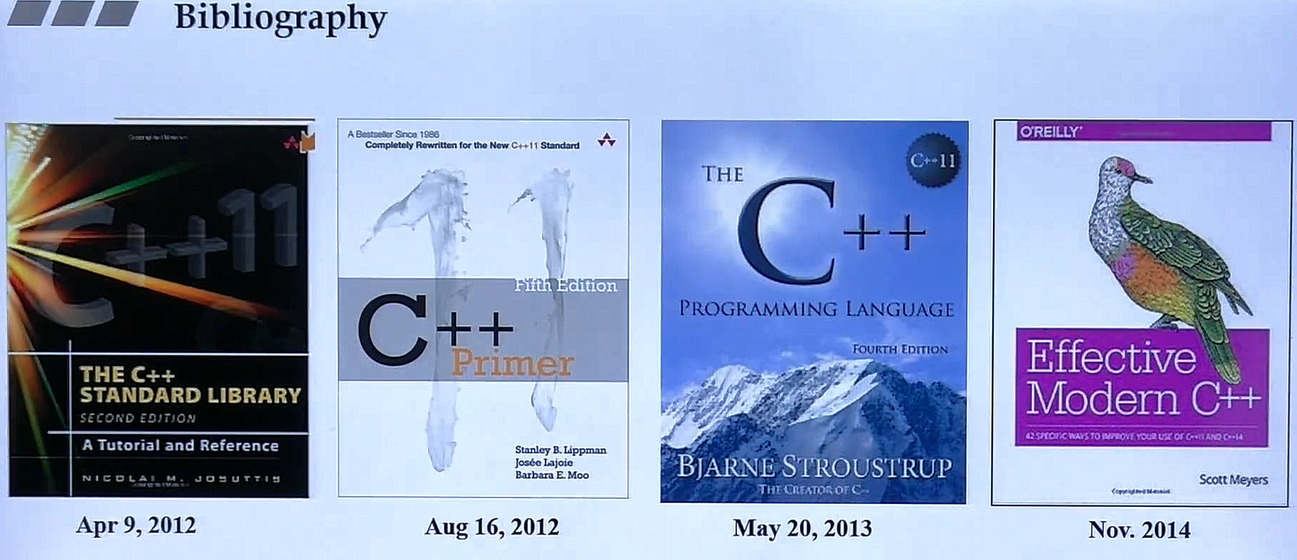 Bibliography
C++11
THE C++
STANDARD LIBRARY
SECOND EDITION
A Tutorial and Reference
NICOLAI M. JOSUTTIS
Apr 9, 2012
A Bestseller Since 1986
Completely Rewritten for the New C++11 Standard
11
Fifth Edition
C++
Primer
Stanley B. Lippman
Josée Lajoie
Barbara E. Moo
Aug 16, 2012
C++11
THE
C++
PROGRAMMING LANGUAGE
FOURTH EDITION
BJARNE STROUSTRUP
THE CREATOR OF C++
May 20, 2013
O'REILLY®
Effective
Modern C++
42 SPECIFIC WAYS TO IMPROVE YOUR USE OF C++11 AND C++14
Scott Meyers
Copyrighted Material
Nov. 2014